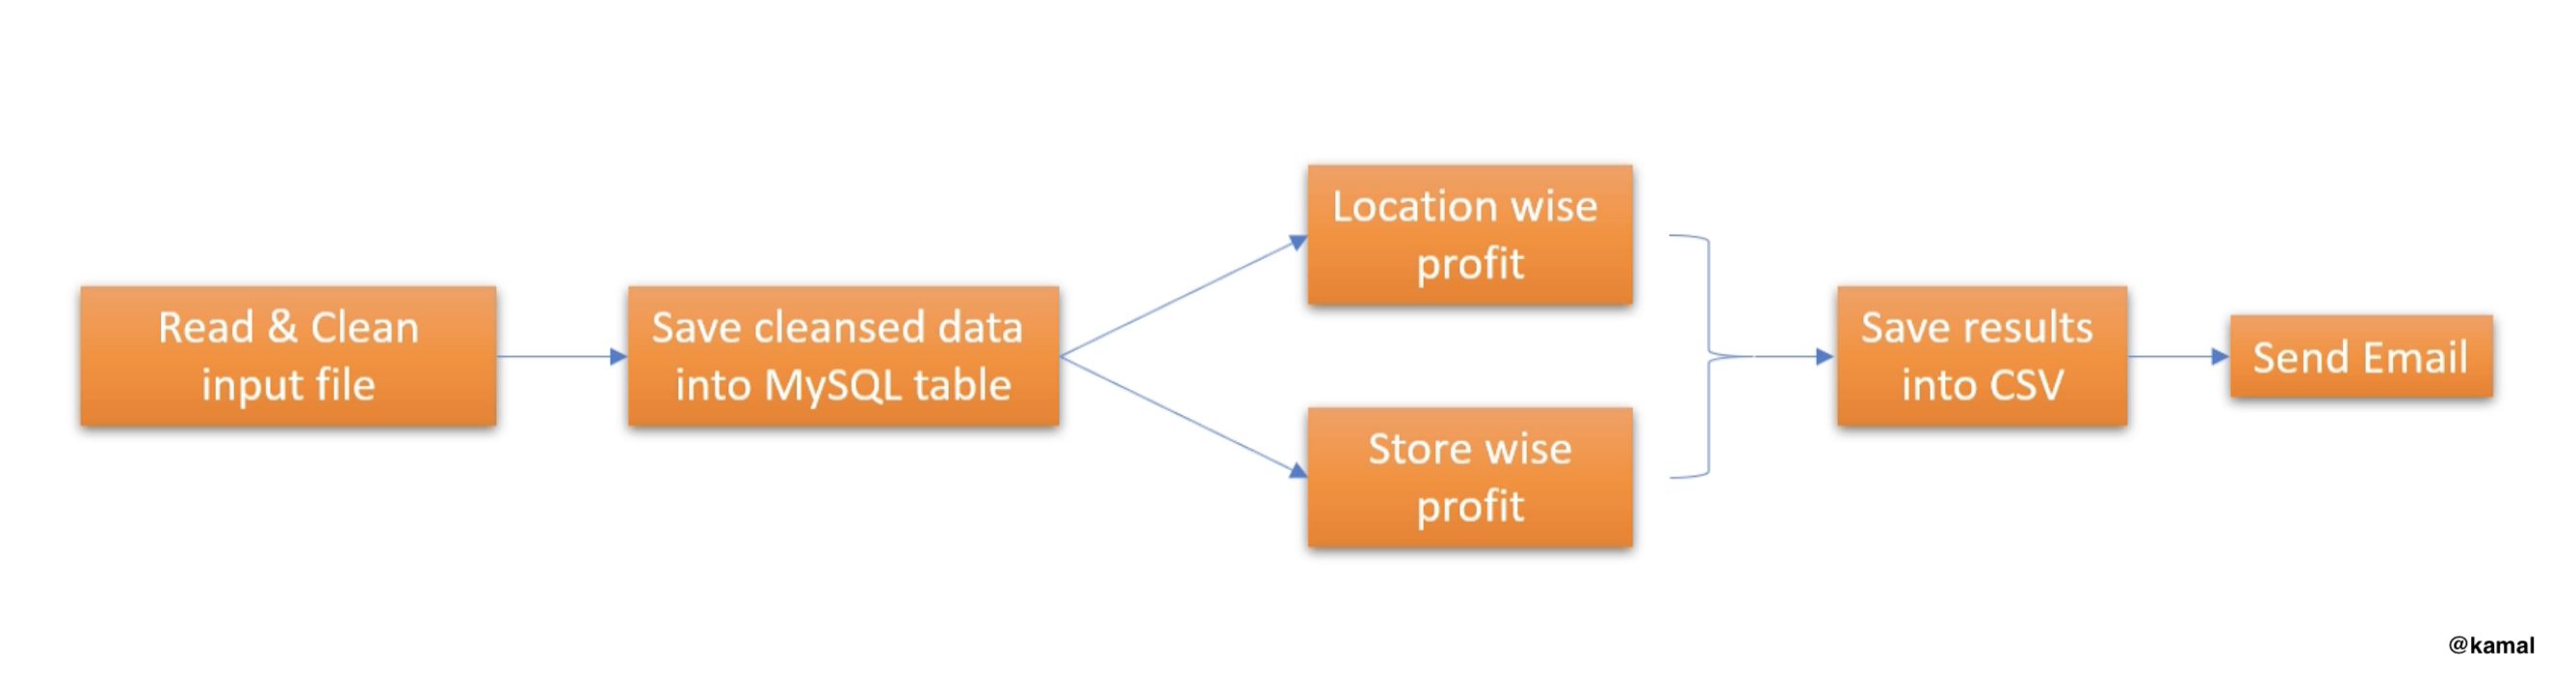 Read & Clean
input file
Save cleansed data
into MySQL table
Location wise
profit
Store wise
profit
Save results
into CSV
Send Email
@kamal